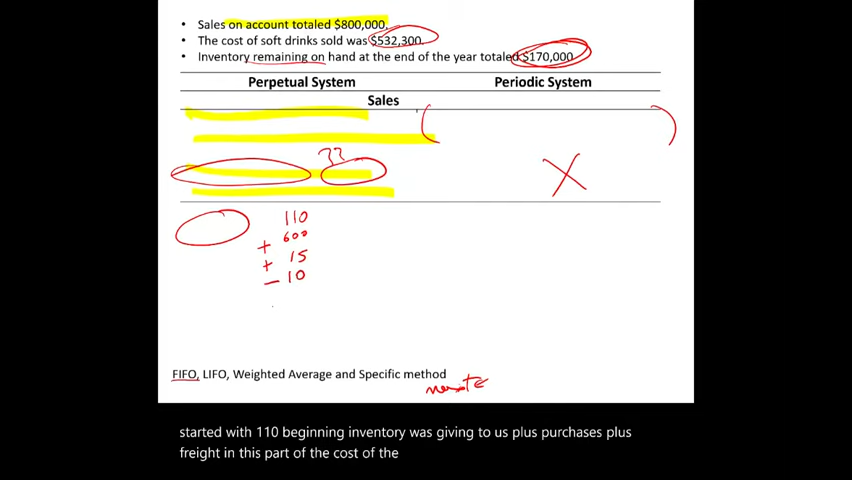 • Sales on account totaled $800,000.
• The cost of soft drinks sold was $532,300.
• Inventory remaining on hand at the end of the year totaled $170,000
Perpetual System Periodic System
Sales
??
110
+ 600
+ 15
- 10
FIFO, LIFO, Weighted Average and Specific method
started with 110 beginning inventory was giving to us plus purchases plus
freight in this part of the cost of the